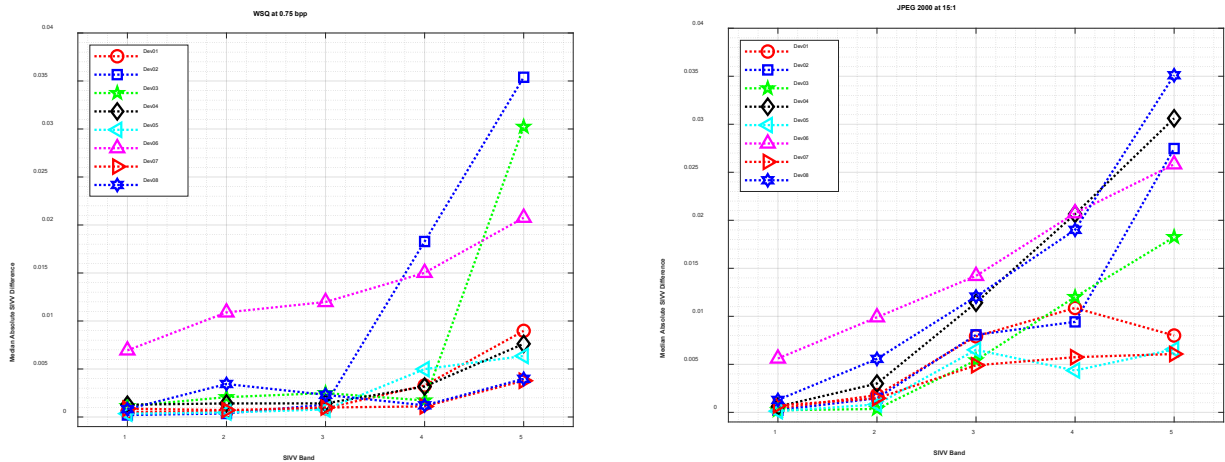 WSQ at 0.75 bpp
0.04
0.035
0.03
0.025
0.02
0.015
0.01
0.005
0
1 2 3 4 5
SIVV Band
Median Absolute SIVV Difference
Dev01
Dev02
Dev03
Dev04
Dev05
Dev06
Dev07
Dev08
JPEG 2000 at 15:1
0.04
0.035
0.03
0.025
0.02
0.015
0.01
0.005
0
1 2 3 4 5
SIVV Band
Median Absolute SIVV Difference
Dev01
Dev02
Dev03
Dev04
Dev05
Dev06
Dev07
Dev08